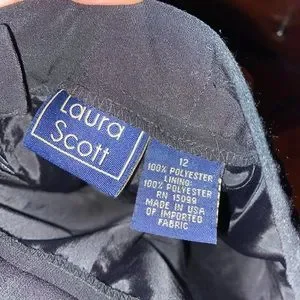 Laura
Scott
12
100% POLYESTER
LINING:
100% POLYESTER
RN 15099
MADE IN USA
OF IMPORTED
FABRIC